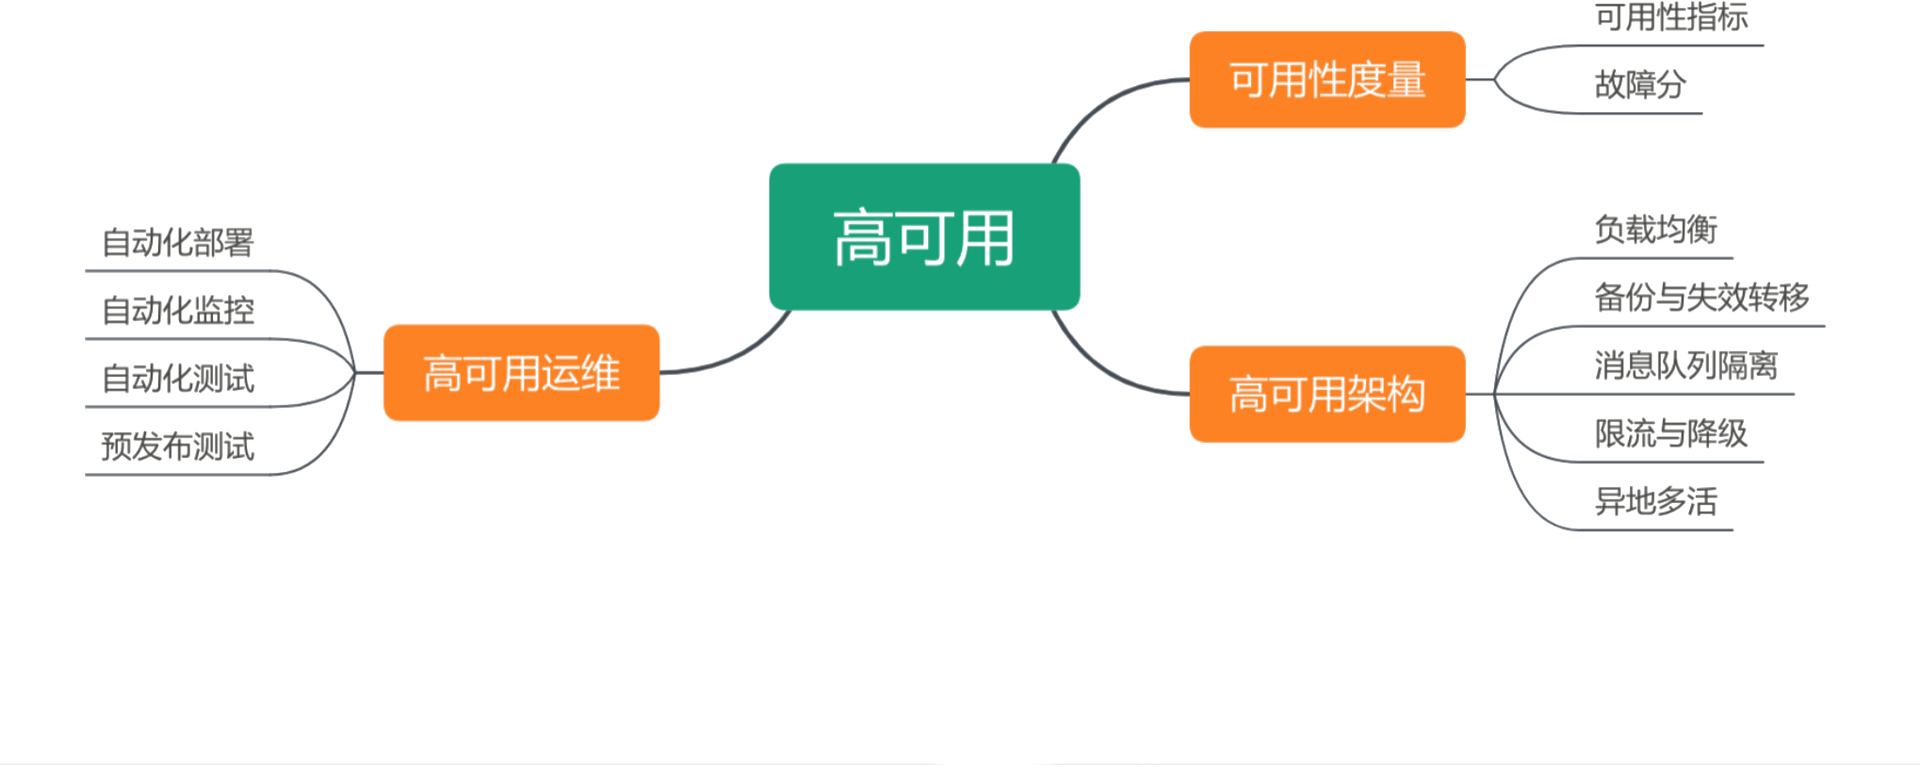 高可用
可用性度量
可用性指标
故障分
高可用架构
负载均衡
备份与失效转移
消息队列隔离
限流与降级
异地多活
高可用运维
自动化部署
自动化监控
自动化测试
预发布测试